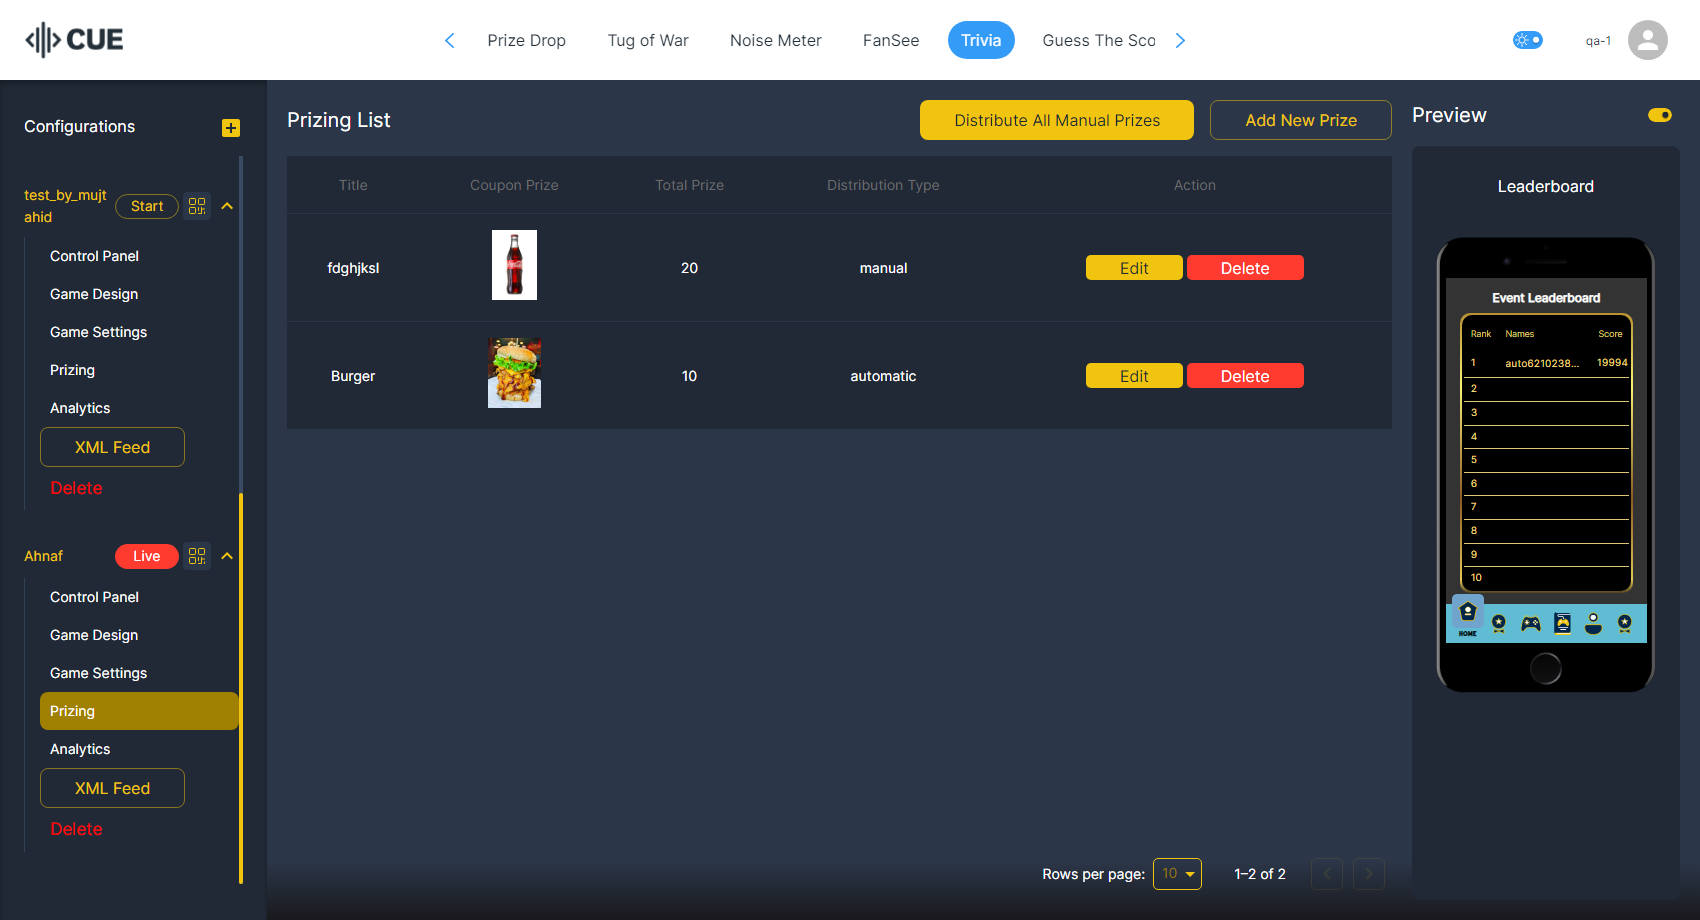 CUE
Prize Drop
Tug of War
Noise Meter
FanSee
Trivia
Guess The Sco
qa-1
Configurations
test_by_mujt
ahid
Start
Control Panel
Game Design
Game Settings
Prizing
Analytics
XML Feed
Delete
Ahnaf
Live
Control Panel
Game Design
Game Settings
Prizing
Analytics
XML Feed
Delete
Prizing List
Distribute All Manual Prizes
Add New Prize
Title Coupon Prize Total Prize Distribution Type Action
fdghjksl 20 manual Edit Delete
Burger 10 automatic Edit Delete
Rows per page: 10 1–2 of 2
Preview
Leaderboard
Event Leaderboard
Rank Names Score
1 auto6210238... 19994
2
3
4
5
6
7
8
9
10
HOME